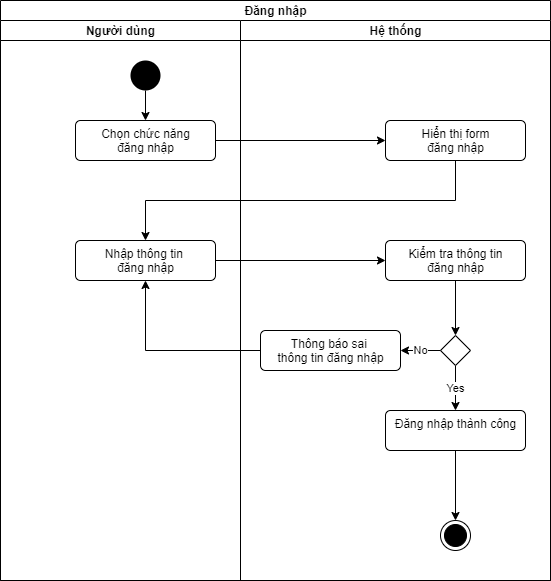 Đăng nhập
Người dùng
Hệ thống
Chọn chức năng
đăng nhập
Hiển thị form
đăng nhập
Nhập thông tin
đăng nhập
Kiểm tra thông tin
đăng nhập
Thông báo sai
thông tin đăng nhập
No
Yes
Đăng nhập thành công